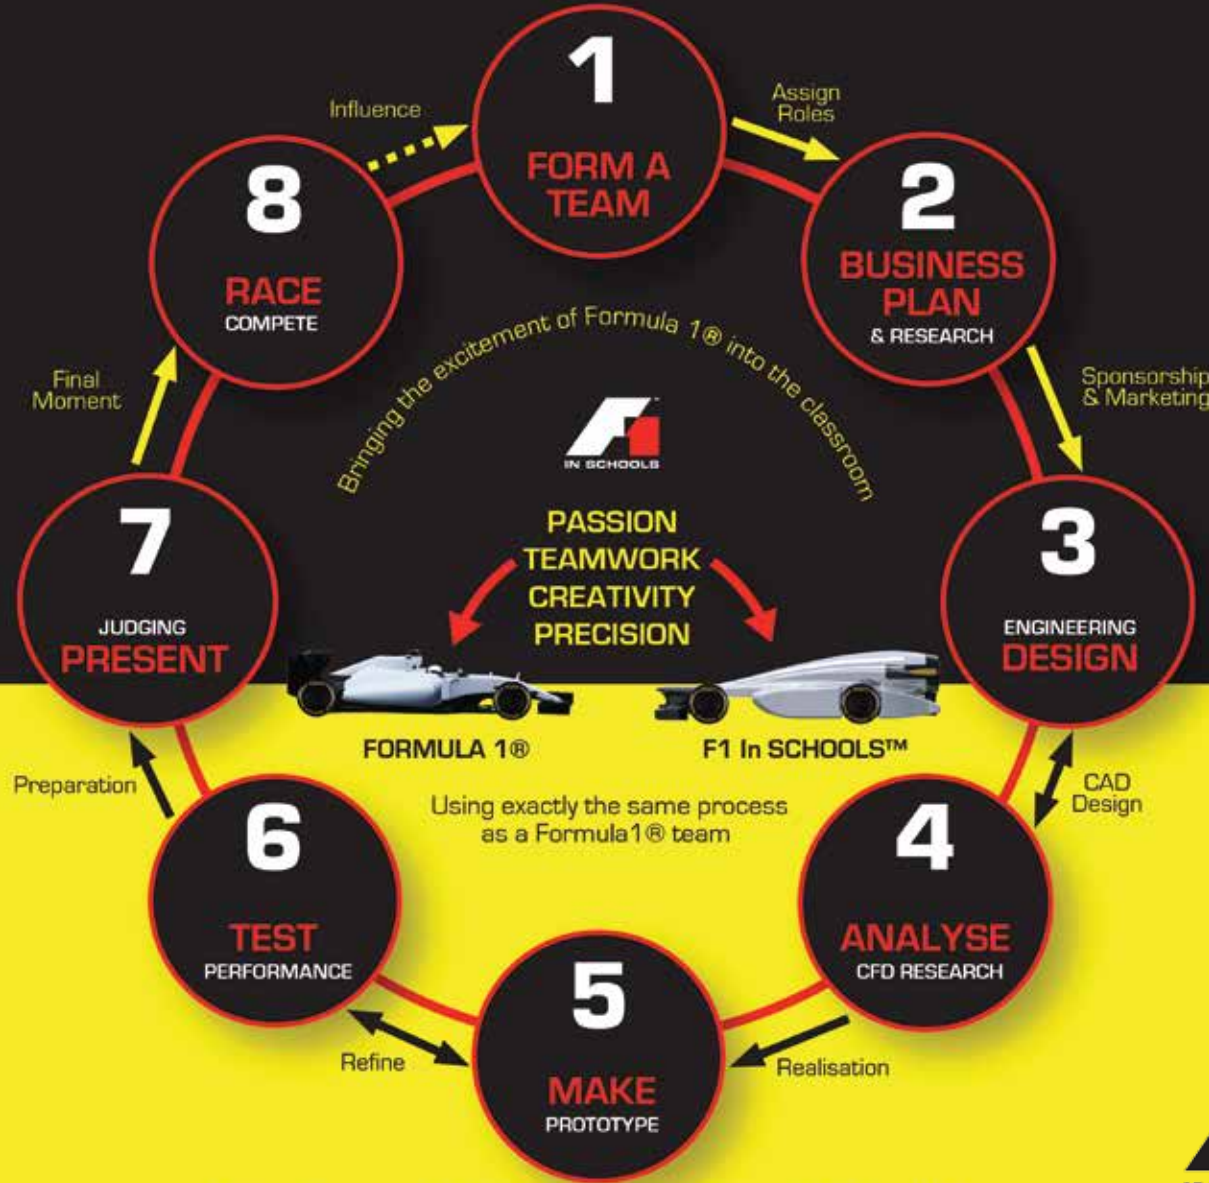 1
FORM A
TEAM
Assign
Roles
2
BUSINESS
PLAN
& RESEARCH
Sponsorship
& Marketing
3
ENGINEERING
DESIGN
CAD
Design
4
ANALYSE
CFD RESEARCH
Realisation
5
MAKE
PROTOTYPE
Refine
6
TEST
PERFORMANCE
Preparation
7
JUDGING
PRESENT
Final
Moment
8
RACE
COMPETE
Influence
Bringing the excitement of Formula 1® into the classroom
F1™
IN SCHOOLS
PASSION
TEAMWORK
CREATIVITY
PRECISION
FORMULA 1®
F1 In SCHOOLS™
Using exactly the same process
as a Formula1® team